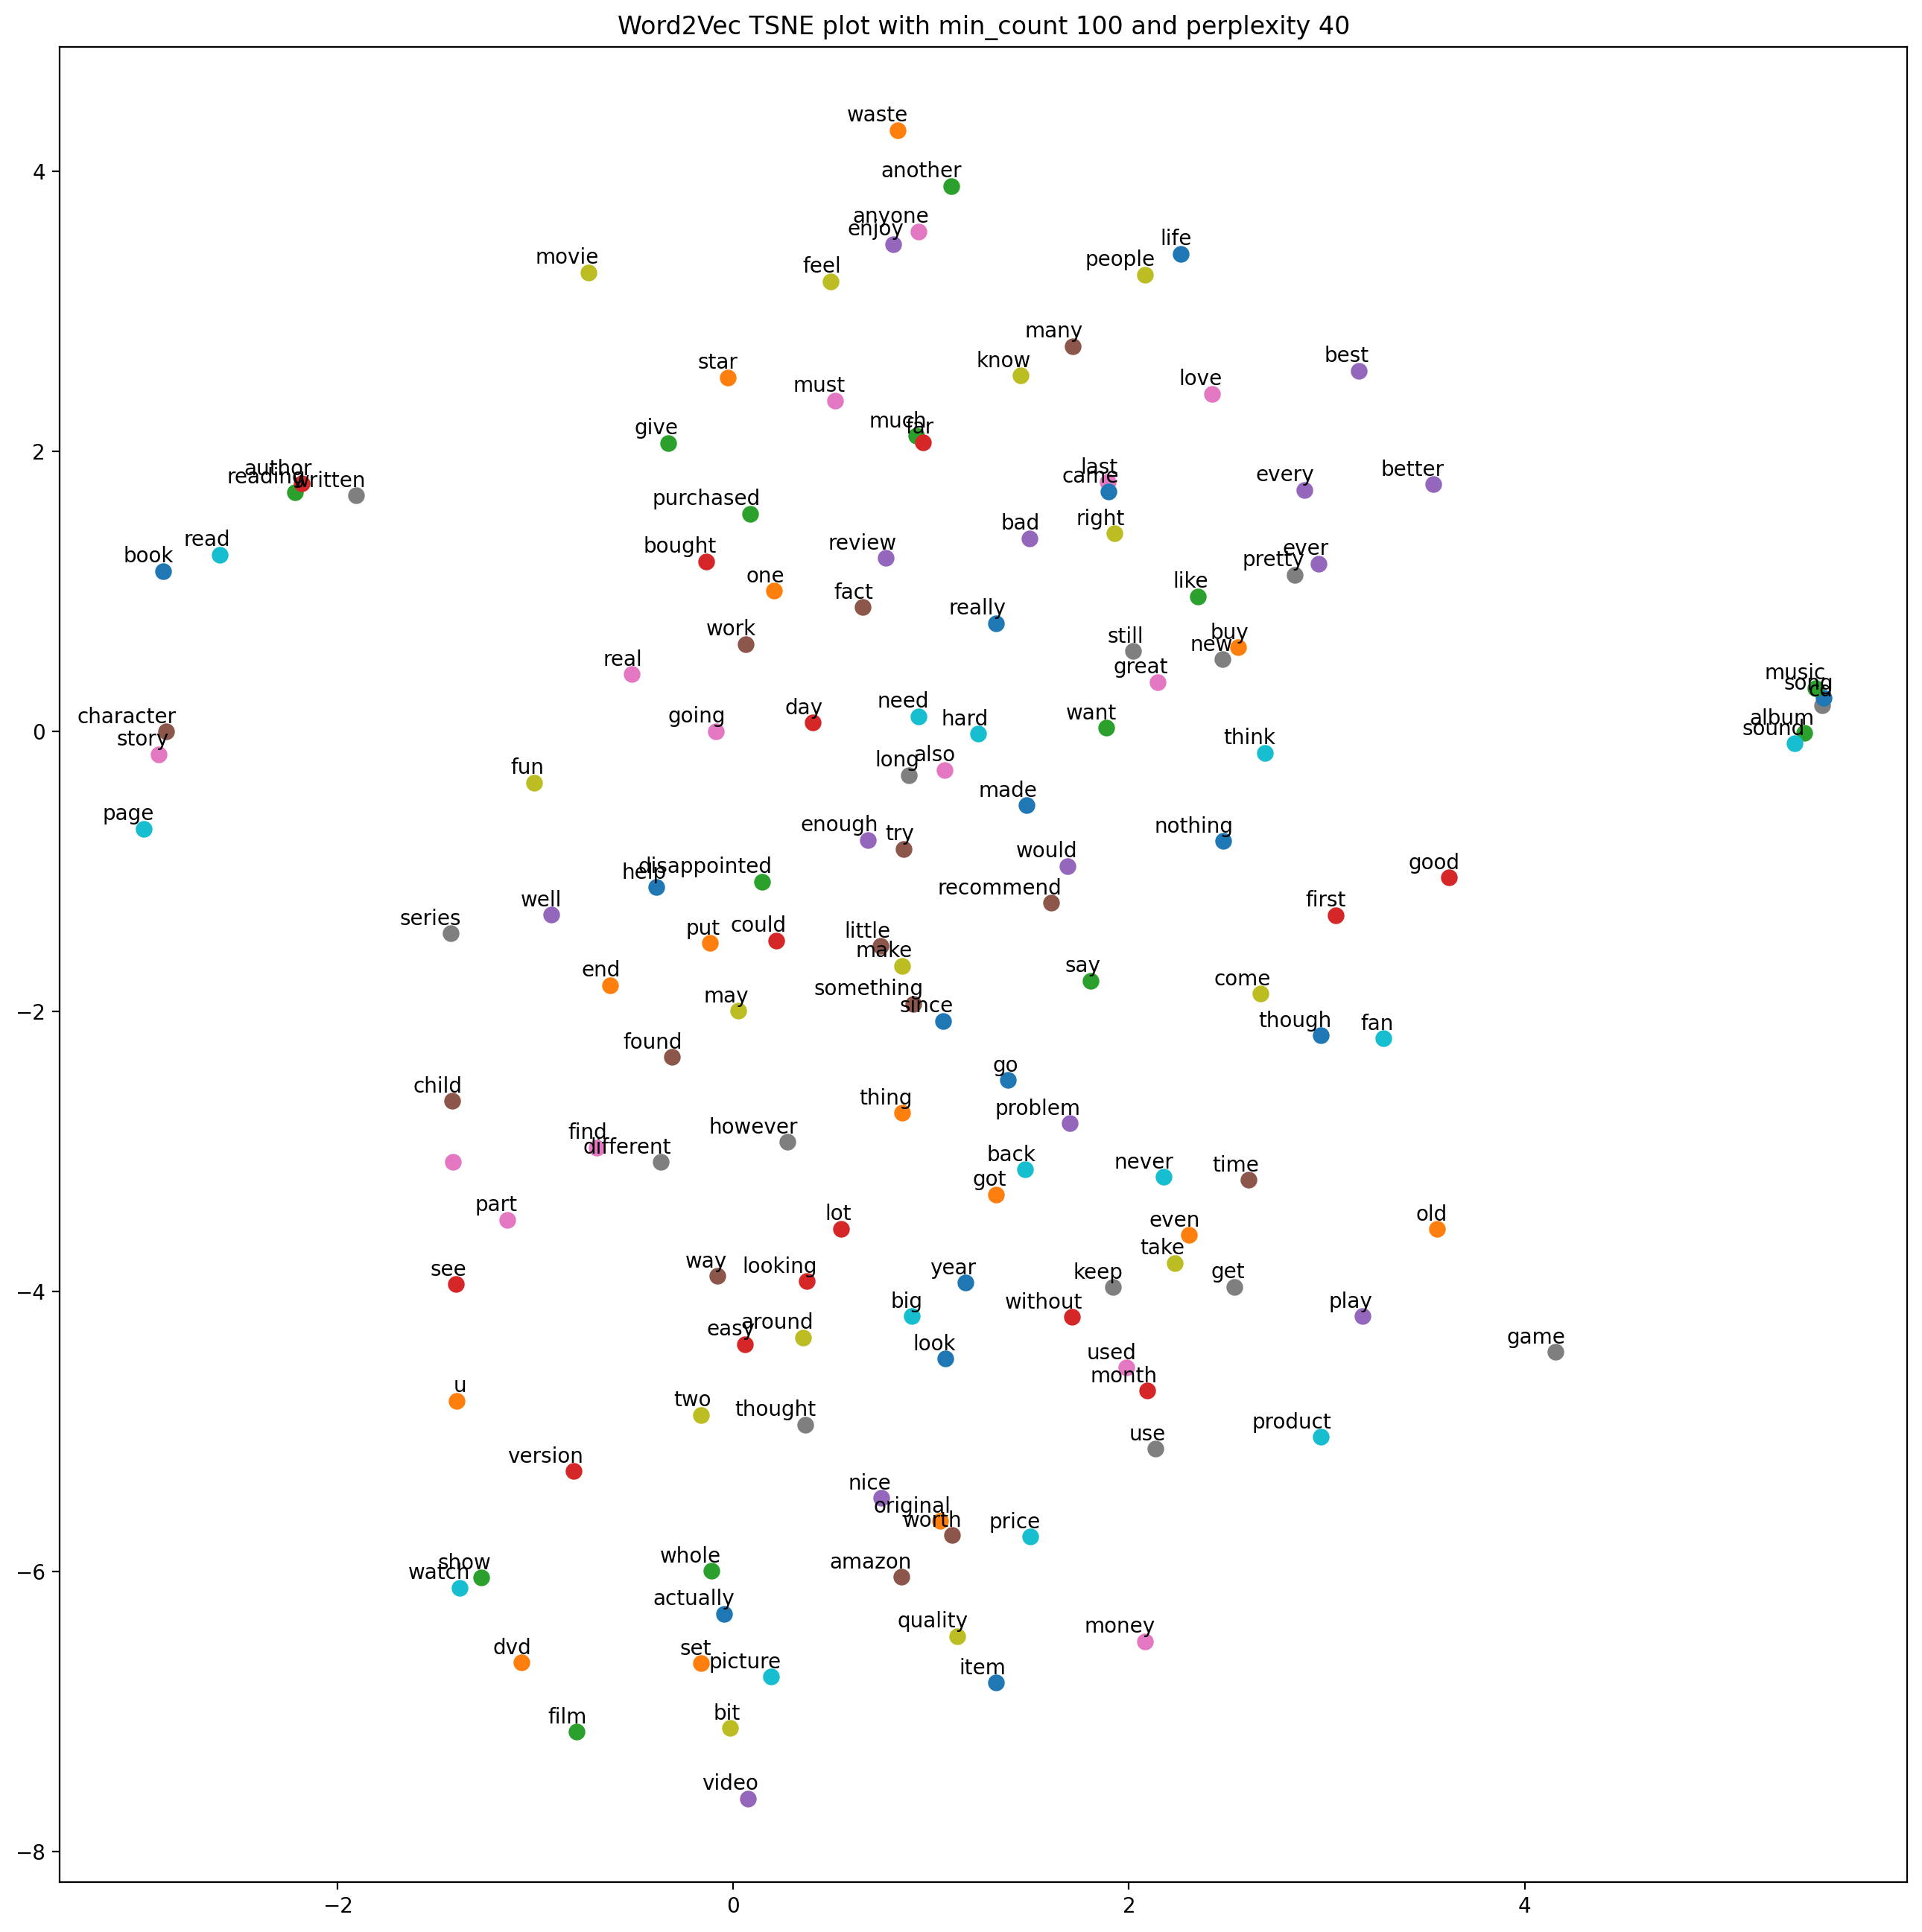 Word2Vec TSNE plot with min_count 100 and perplexity 40
waste
4
another
anyone
enjoy
life
movie
people
feel
many
best
know
star
love
must
much
far
give
2
last
better
author
came
every
reading
written
purchased
right
bad
read
review
ever
bought
book
pretty
one
like
fact
really
work
buy
still
new
real
great
music
song
cd
need
want
day
hard
going
character
album
0
sound
story
think
also
long
fun
made
page
enough
nothing
try
would
disappointed
good
help
recommend
well
first
series
could
put
little
make
end
say
come
something
may
-2
since
though
fan
found
go
child
thing
problem
find
however
different
back
never
time
got
part
lot
old
even
take
way
see
looking
year
keep
get
-4
big
without
play
around
easy
look
game
used
month
u
two
thought
product
use
version
nice
original
worth
price
whole
-6
show
amazon
watch
actually
quality
money
dvd
set
picture
item
film
bit
video
-8
-2
0
2
4